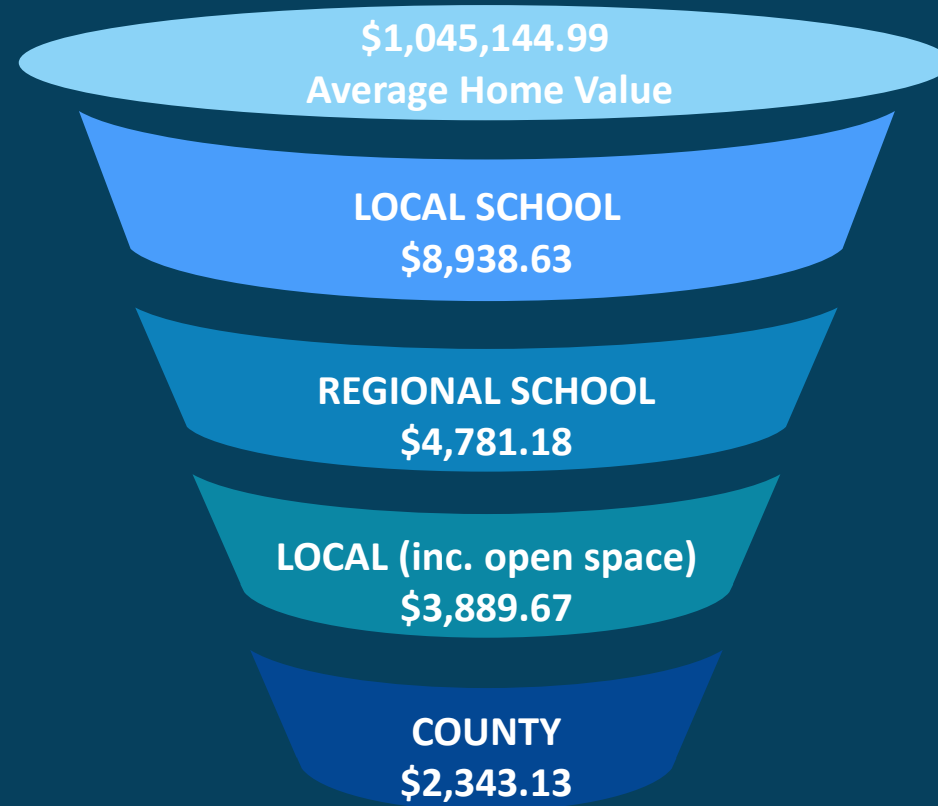 $1,045,144.99
Average Home Value
LOCAL SCHOOL
$8,938.63
REGIONAL SCHOOL
$4,781.18
LOCAL (inc. open space)
$3,889.67
COUNTY
$2,343.13